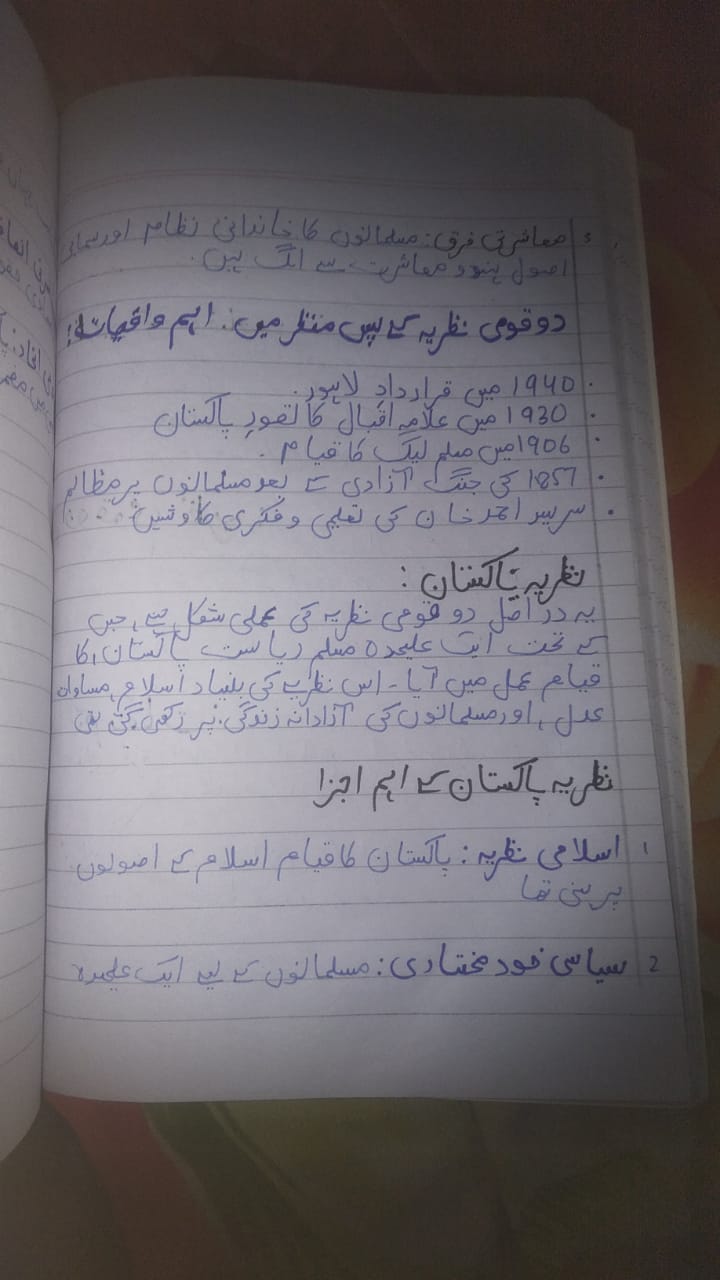 3 معاشرتی فرق: مسلمانوں کا خاندانی نظام اور سماجی
اصول ہندو معاشرت سے الگ ہیں.
دو قومی نظریہ کے پس منظر میں. اہم واقعات:
. 1940 میں قرارداد لاہور.
. 1930 میں علامہ اقبال کا تصور پاکستان
. 1906 میں مسلم لیگ کا قیام.
. 1857 کی جنگ آزادی کے بعد مسلمانوں پر مظالم
. سر سید احمد خان کی تعلیمی و فکری کاوشیں
نظریہ پاکستان:
یہ در اصل دو قومی نظریہ کی عملی شکل ہے، جس
کے تحت ایک علیحدہ مسلم ریاست پاکستان، کا
قیام عمل میں آیا۔ اس نظریے کی بنیاد اسلام، مساوات
عدل، اور مسلمانوں کی آزادانہ زندگی. پر رکھی گئی تھی
نظریہ پاکستان کے اہم اجزا
1 اسلامی نظریہ: پاکستان کا قیام اسلام کے اصولوں
پر مبنی تھا
2 سیاسی خود مختاری: مسلمانوں کے لیے ایک علیحدہ